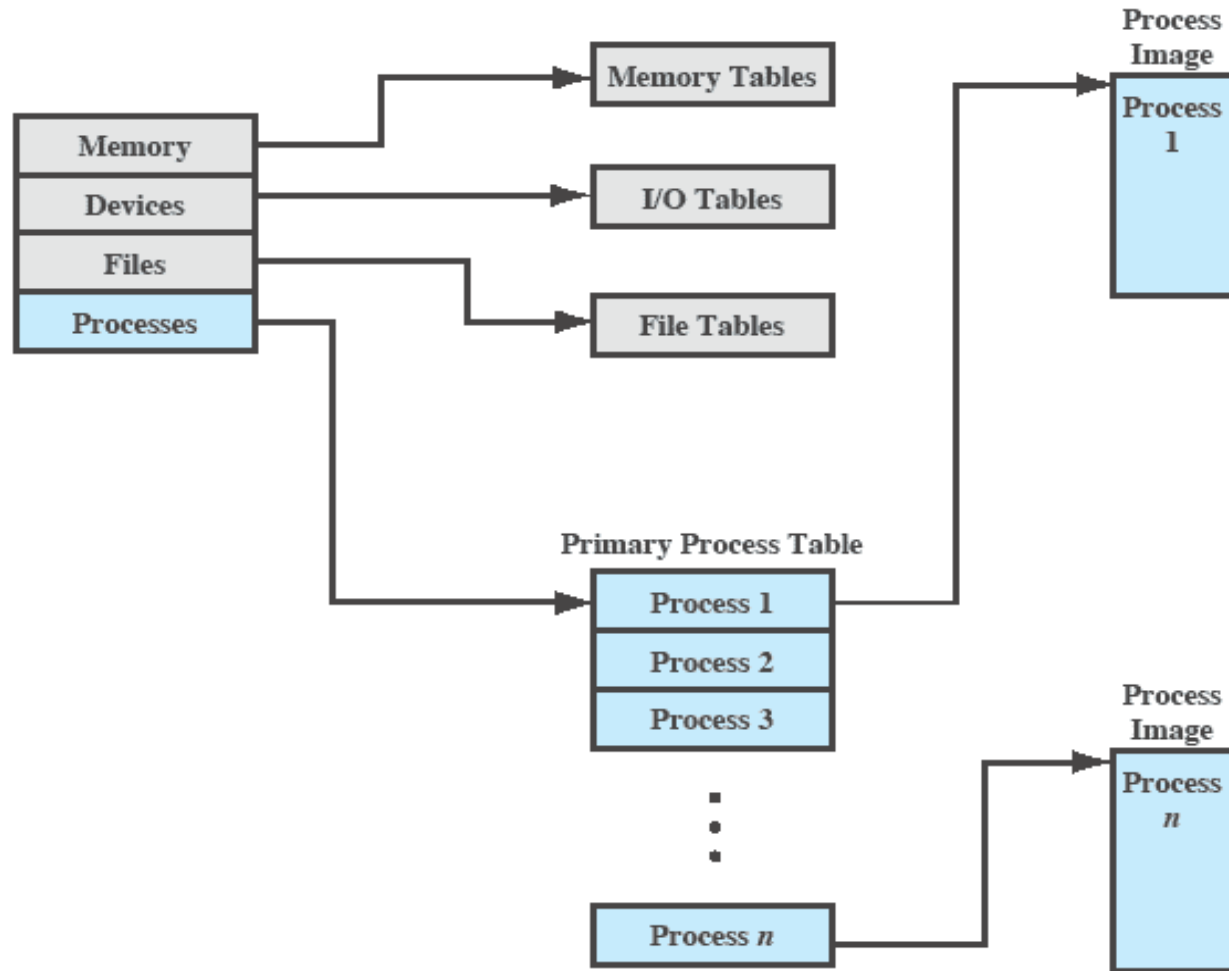 Memory
Devices
Files
Processes
Memory Tables
I/O Tables
File Tables
Primary Process Table
Process 1
Process 2
Process 3
Process n
Process
Image
Process
1
Process
Image
Process
n